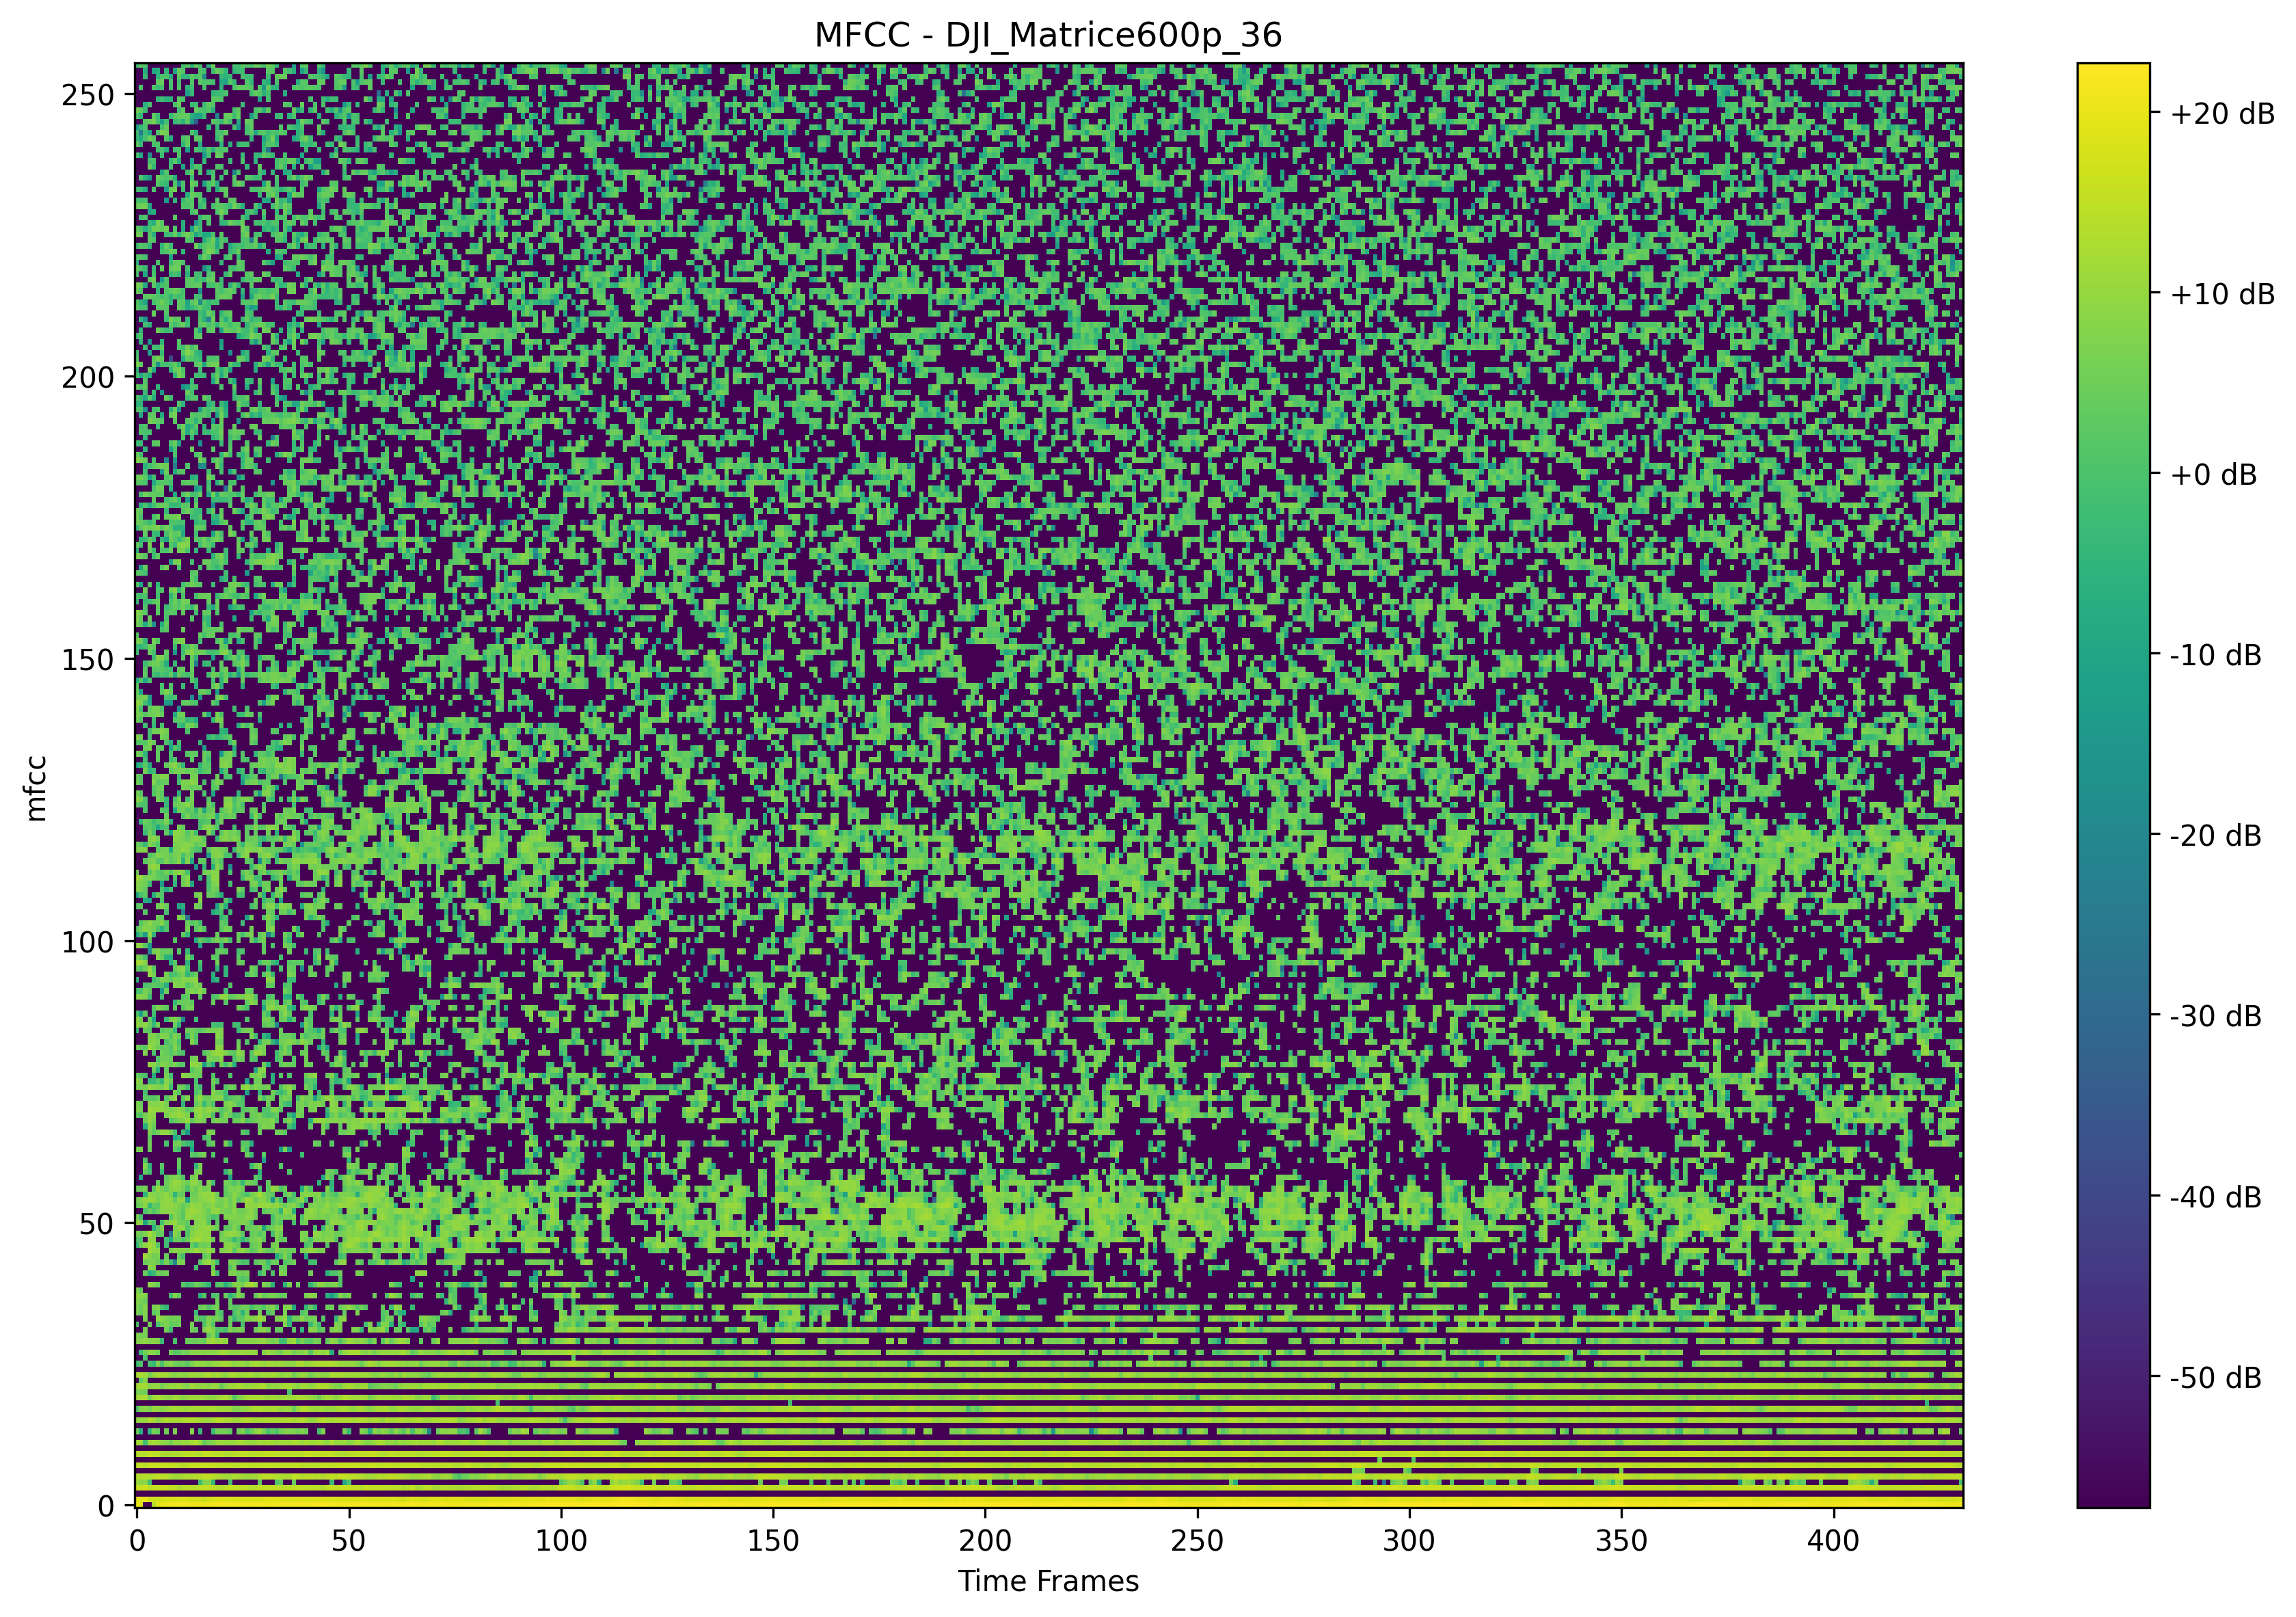 MFCC - DJI_Matrice600p_36
250
200
150
100
50
0
mfcc
0 50 100 150 200 250 300 350 400
Time Frames
+20 dB
+10 dB
+0 dB
-10 dB
-20 dB
-30 dB
-40 dB
-50 dB